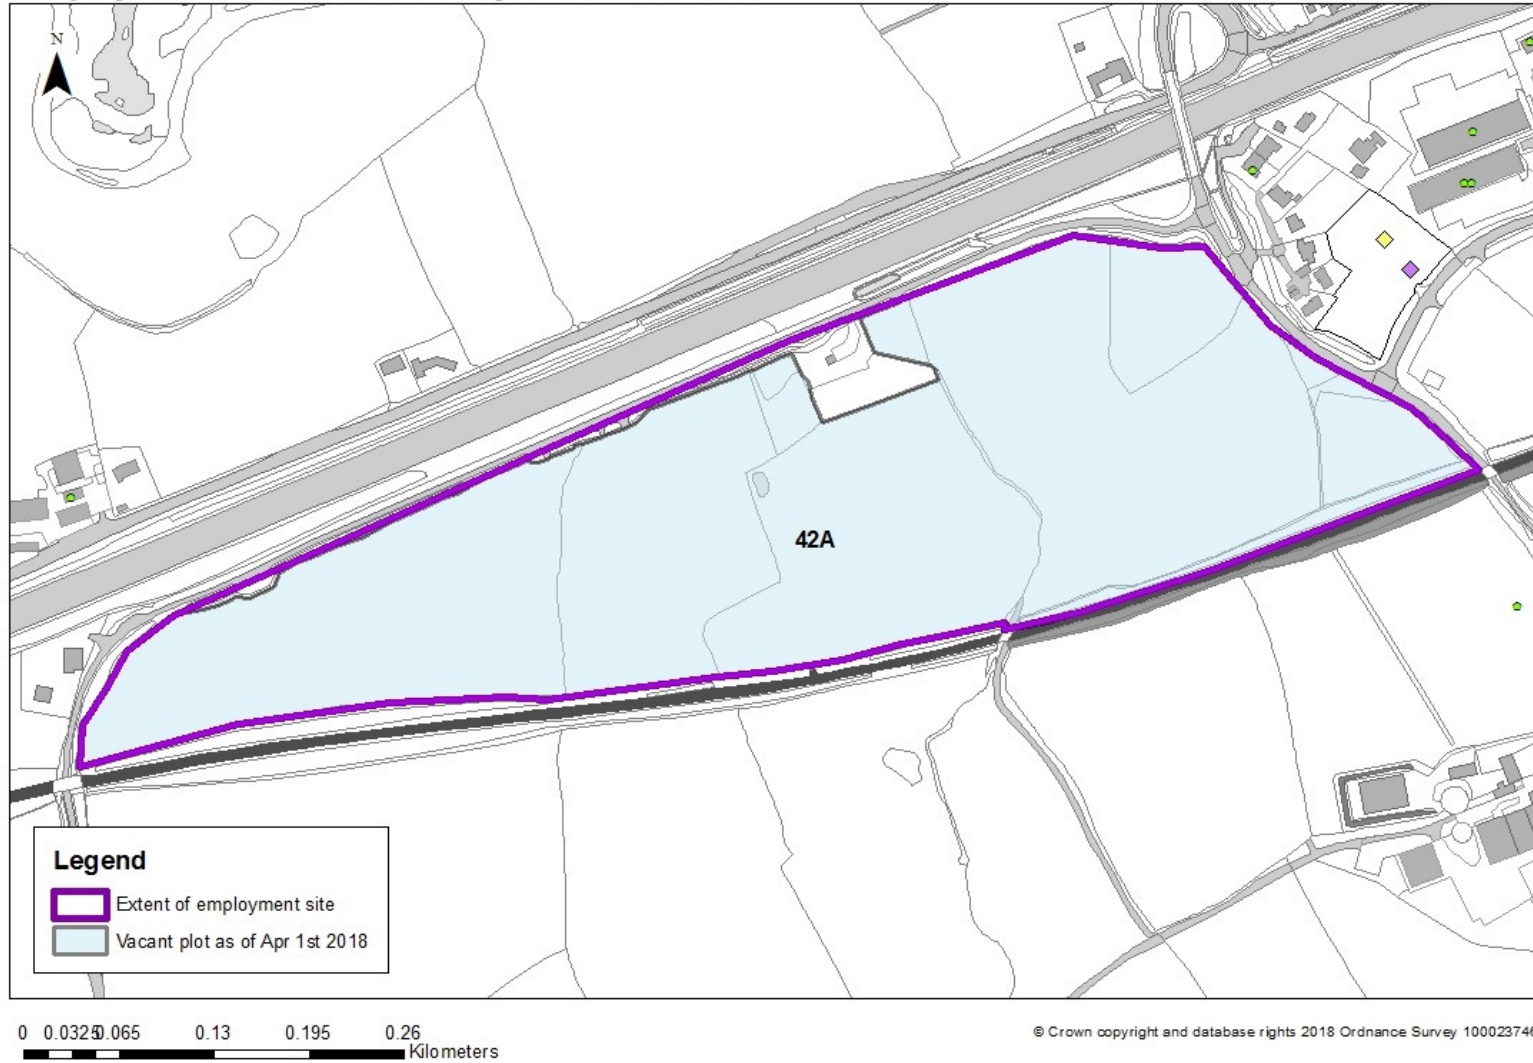 N
42A
Legend
Extent of employment site
Vacant plot as of Apr 1st 2018
0 0.0325 0.065 0.13 0.195 0.26
Kilometers
© Crown copyright and database rights 2018 Ordnance Survey 100023746